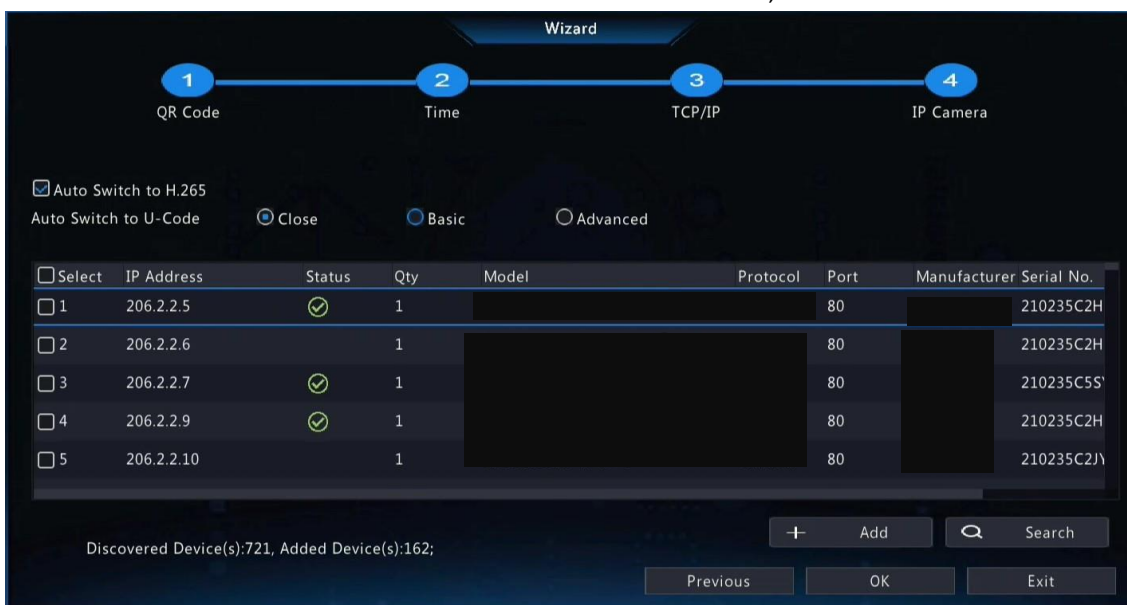 Wizard
1 2 3 4
QR Code Time TCP/IP IP Camera
Auto Switch to H.265
Auto Switch to U-Code Close Basic Advanced
Select IP Address Status Qty Model Protocol Port Manufacturer Serial No.
1 206.2.2.5 1 80 210235C2H
2 206.2.2.6 1 80 210235C2H
3 206.2.2.7 1 80 210235C5S
4 206.2.2.9 1 80 210235C2H
5 206.2.2.10 1 80 210235C2J
Discovered Device(s):721, Added Device(s):162;
+ Add Search
Previous OK Exit